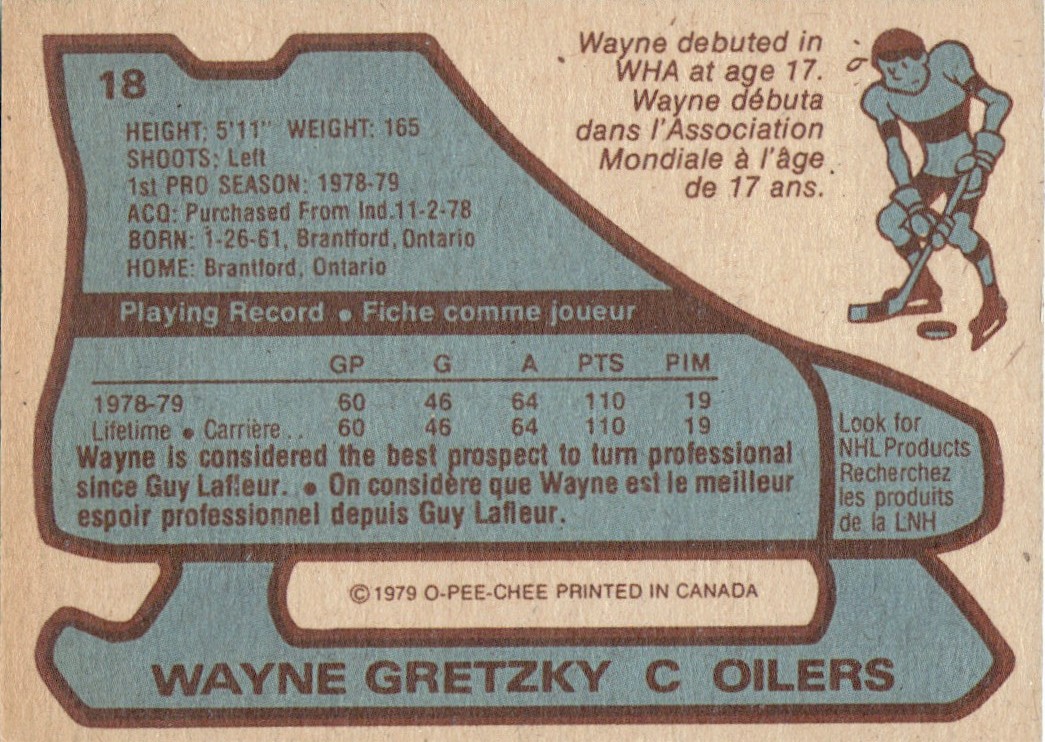 18
HEIGHT: 5'11" WEIGHT: 165
SHOOTS: Left
1st PRO SEASON: 1978-79
ACQ: Purchased From Ind. 11-2-78
BORN: 1-26-61, Brantford, Ontario
HOME: Brantford, Ontario
Wayne debuted in
WHA at age 17.
Wayne débuta
dans l'Association
Mondiale à l'âge
de 17 ans.
Playing Record • Fiche comme joueur
GP G A PTS PIM
1978-79 60 46 64 110 19
Lifetime • Carrière . . 60 46 64 110 19
Wayne is considered the best prospect to turn professional
since Guy Lafleur. • On considère que Wayne est le meilleur
espoir professionnel depuis Guy Lafleur.
Look for
NHL Products
Recherchez
les produits
de la LNH
© 1979 O-PEE-CHEE PRINTED IN CANADA
WAYNE GRETZKY C OILERS